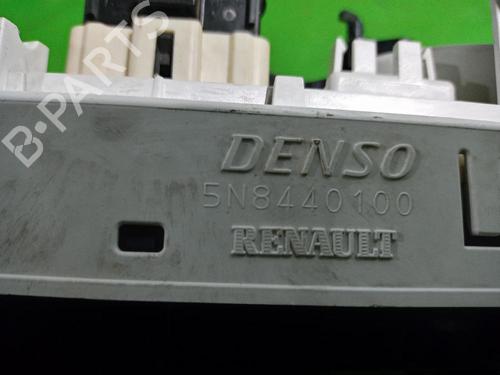 B-PARTS
DENSO
5N8440100
RENAULT